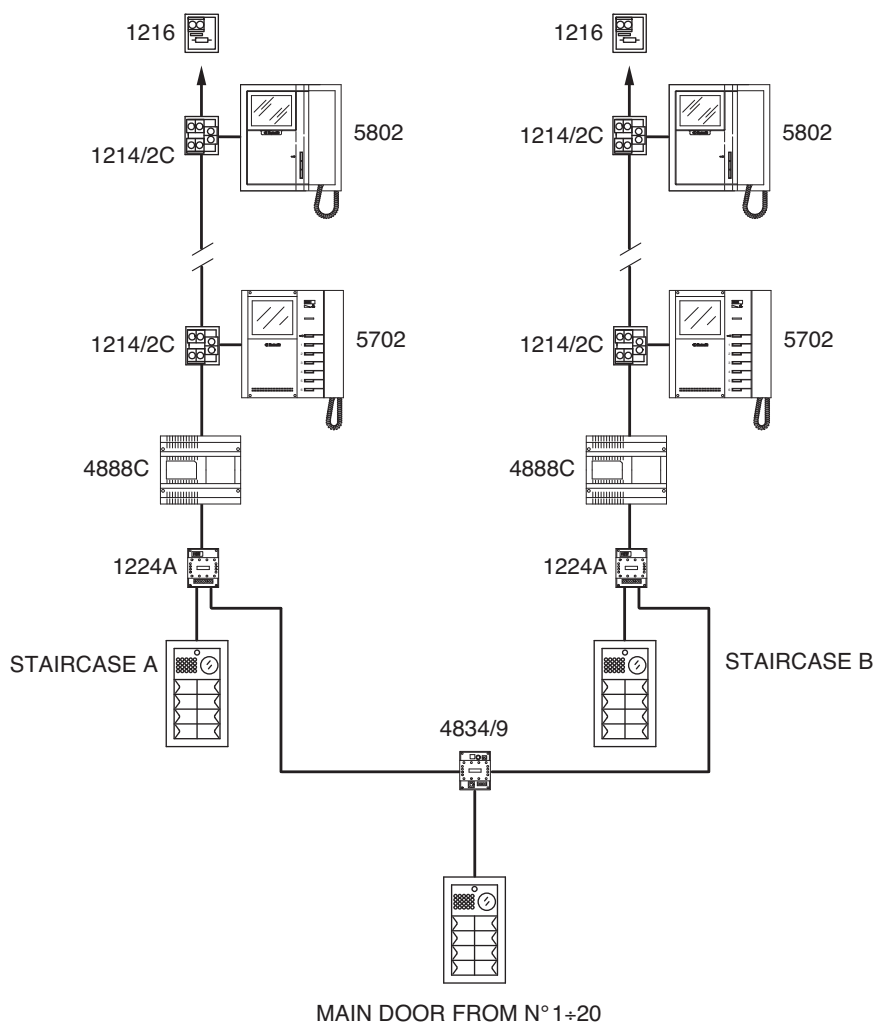 1216
1216
5802
5802
1214/2C
1214/2C
5702
5702
1214/2C
1214/2C
4888C
4888C
1224A
1224A
STAIRCASE A
STAIRCASE B
4834/9
MAIN DOOR FROM N° 1÷20